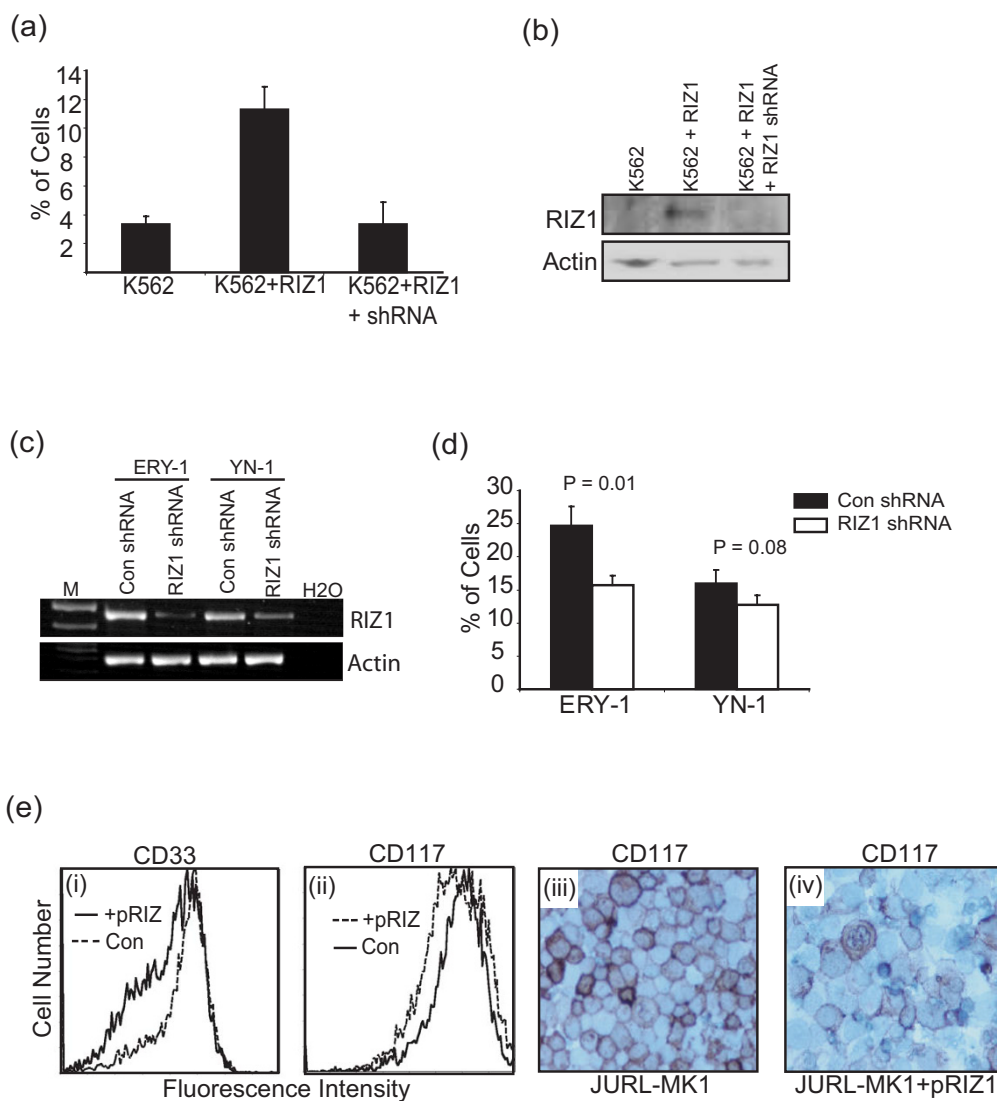 (a)
14
12
10
8
6
4
2
% of Cells
K562
K562+RIZ1
K562+RIZ1
+ shRNA
(b)
K562
K562 + RIZ1
K562 + RIZ1
+ RIZ1 shRNA
RIZ1
Actin
(c)
ERY-1
YN-1
M
Con shRNA
RIZ1 shRNA
Con shRNA
RIZ1 shRNA
H2O
RIZ1
Actin
(d)
30
25
20
15
10
5
0
% of Cells
P = 0.01
P = 0.08
Con shRNA
RIZ1 shRNA
ERY-1
YN-1
(e)
CD33
CD117
CD117
CD117
(i)
+pRIZ
Con
(ii)
+pRIZ
Con
(iii)
(iv)
Cell Number
Fluorescence Intensity
JURL-MK1
JURL-MK1+pRIZ1